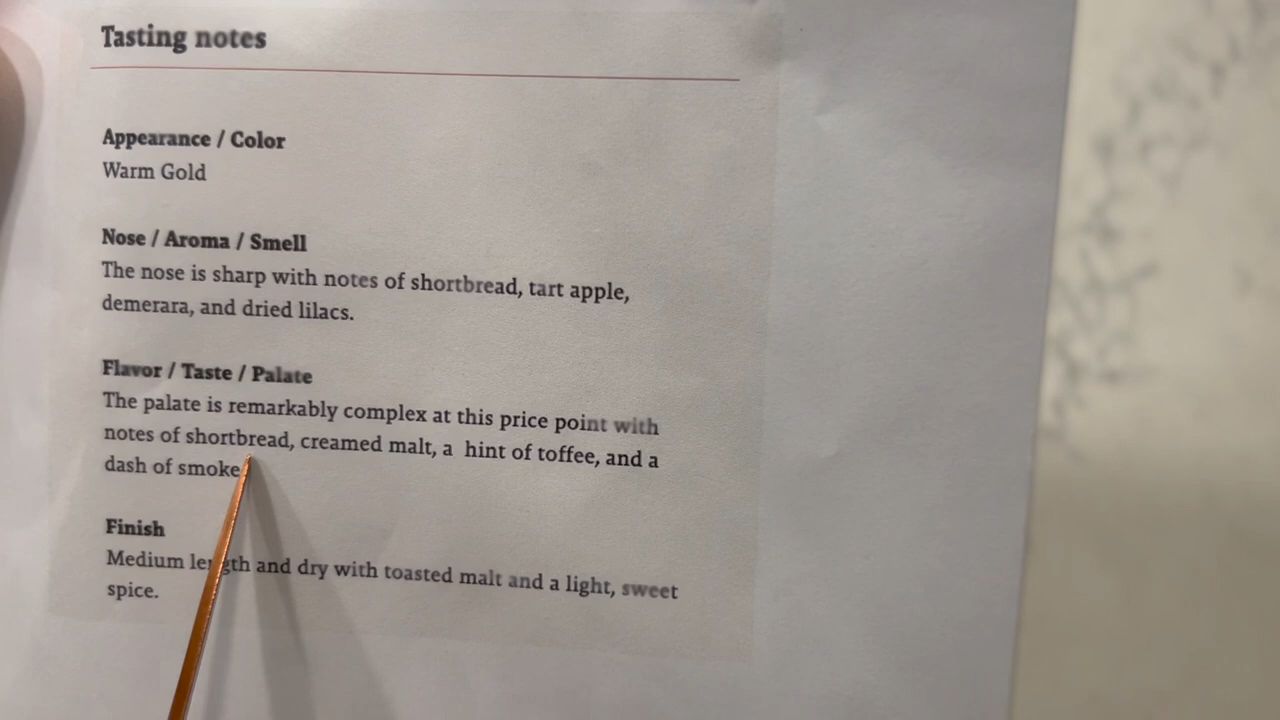 Tasting notes
Appearance / Color
Warm Gold
Nose / Aroma / Smell
The nose is sharp with notes of shortbread, tart apple,
demerara, and dried lilacs.
Flavor / Taste / Palate
The palate is remarkably complex at this price point with
notes of shortbread, creamed malt, a hint of toffee, and a
dash of smoke
Finish
Medium length and dry with toasted malt and a light, sweet
spice.